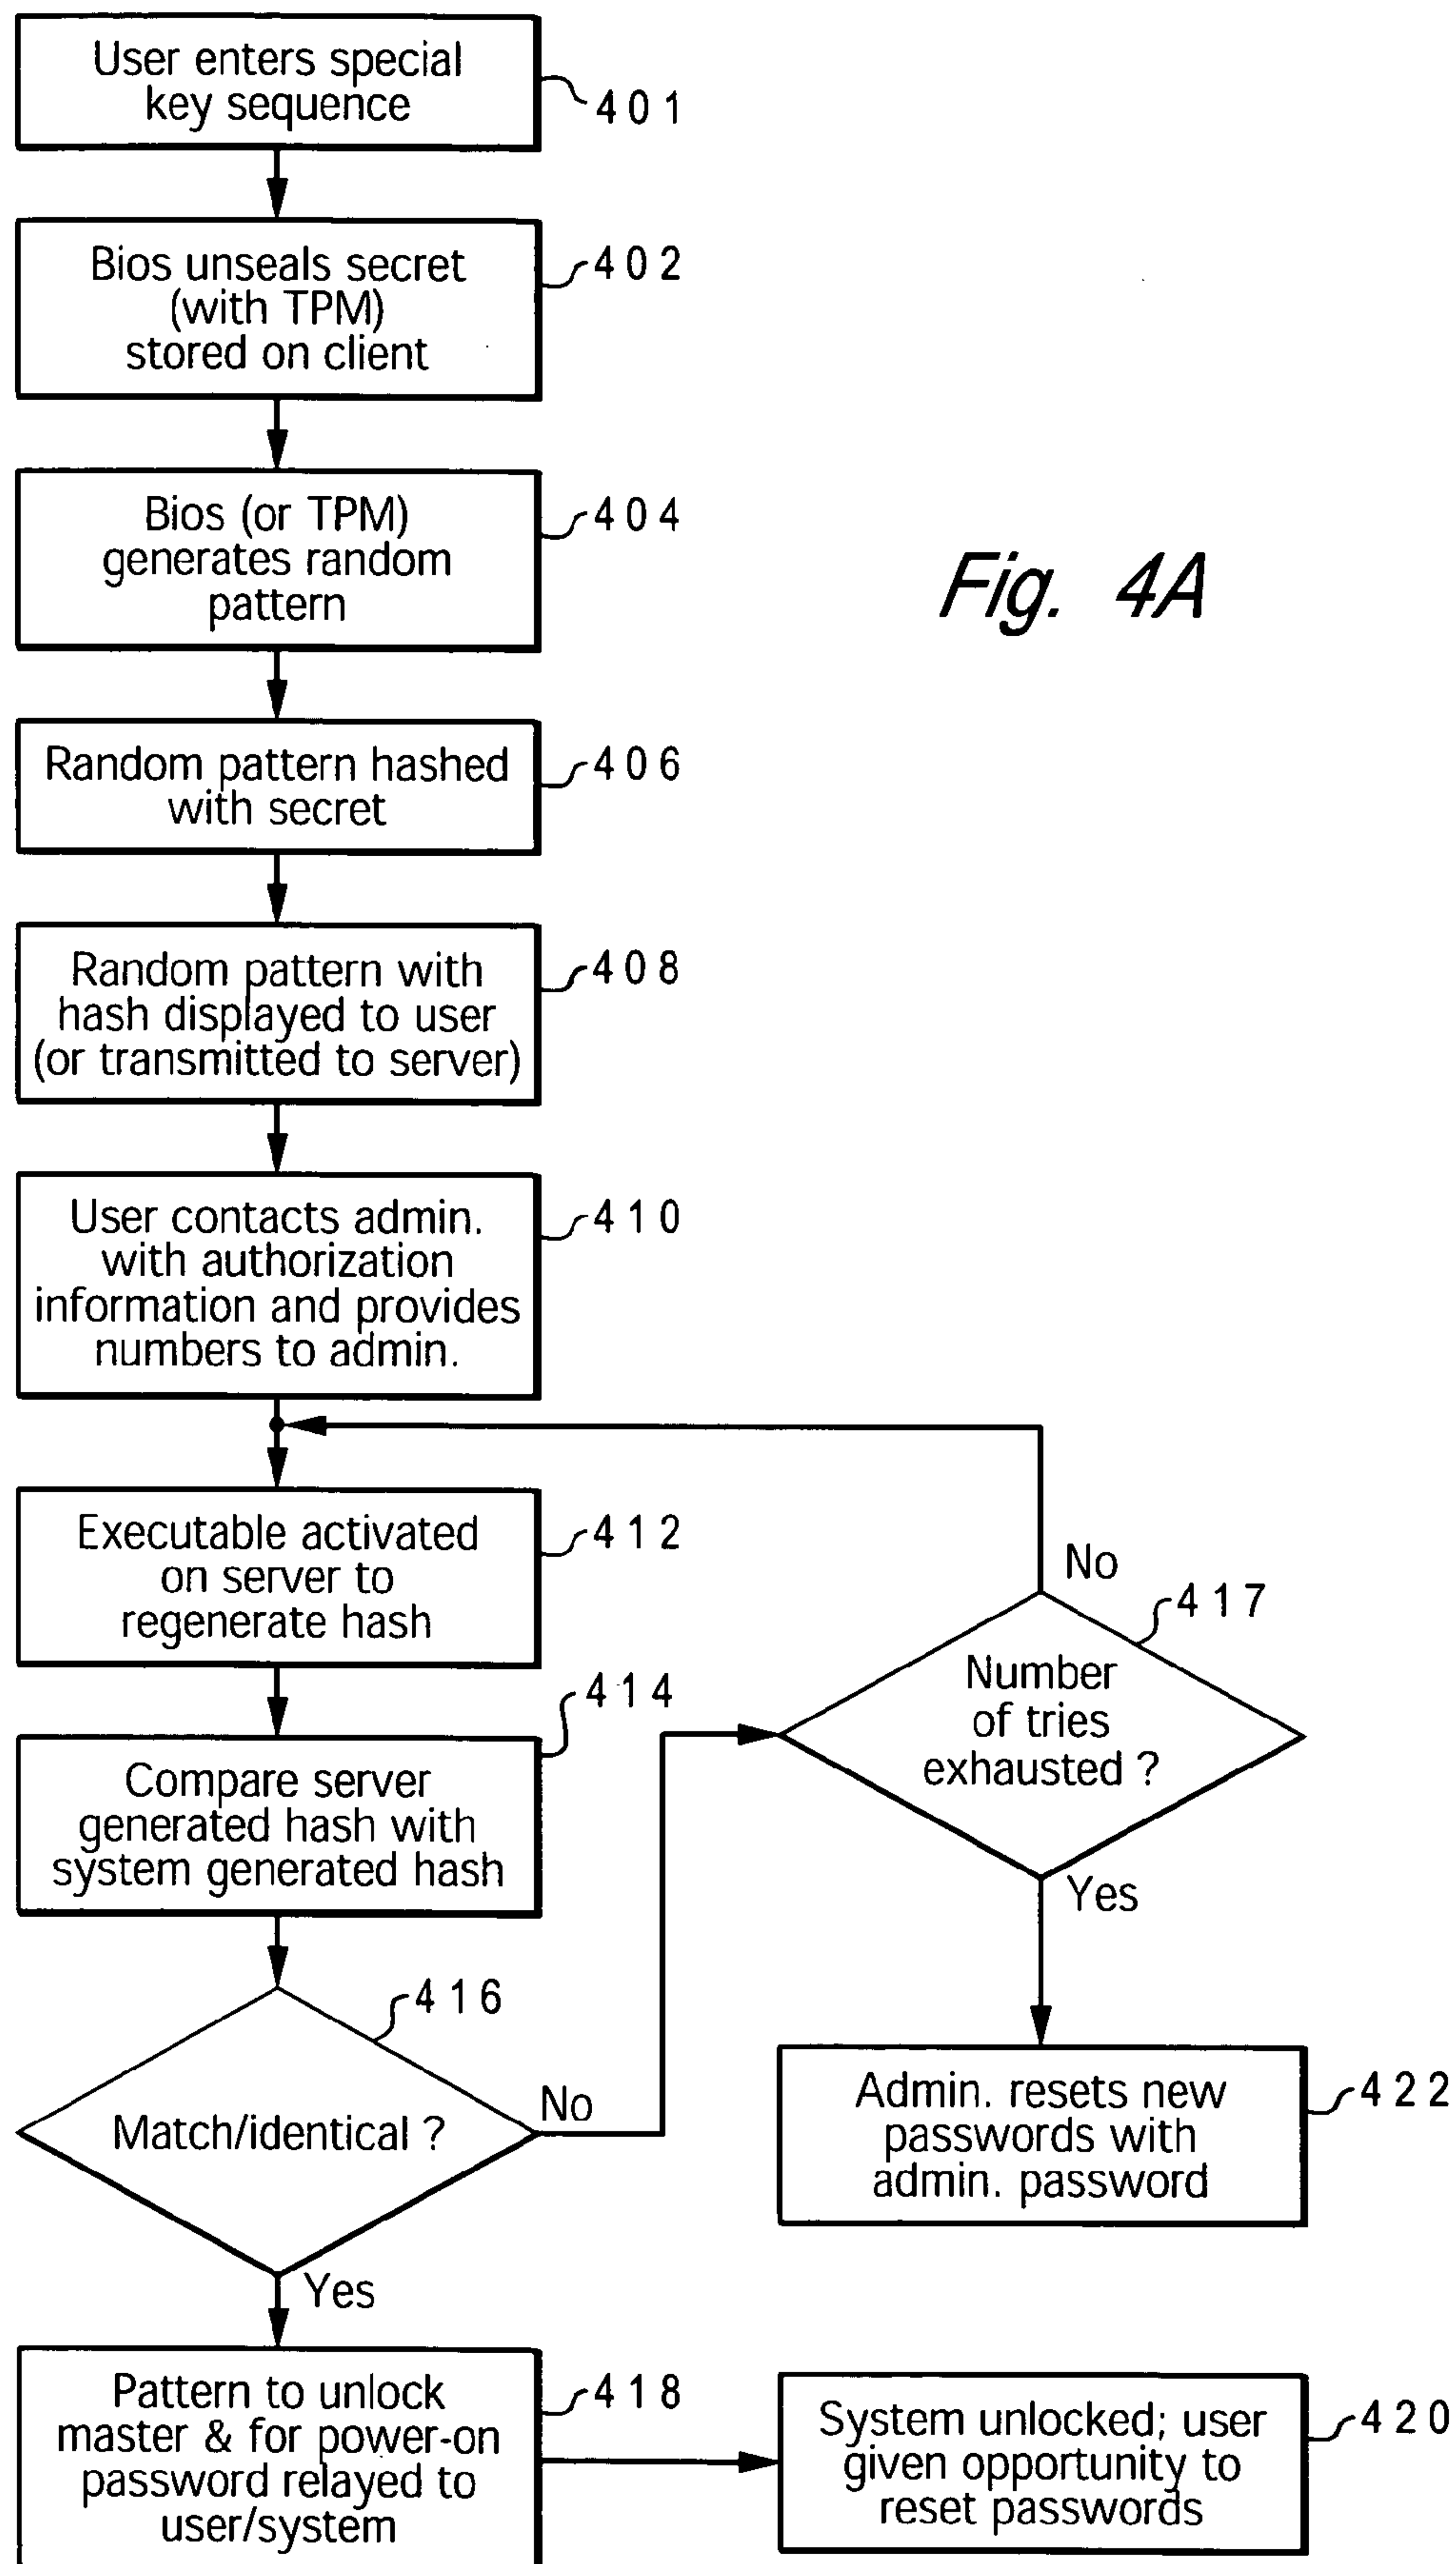 User enters special
key sequence
401
Bios unseals secret
(with TPM)
stored on client
402
Bios (or TPM)
generates random
pattern
404
Fig. 4A
Random pattern hashed
with secret
406
Random pattern with
hash displayed to user
(or transmitted to server)
408
User contacts admin.
with authorization
information and provides
numbers to admin.
410
Executable activated
on server to
regenerate hash
412
No
417
Number
of tries
exhausted ?
Yes
414
Compare server
generated hash with
system generated hash
416
Match/identical ?
No
Yes
Admin. resets new
passwords with
admin. password
422
Pattern to unlock
master & for power-on
password relayed to
user/system
418
System unlocked; user
given opportunity to
reset passwords
420